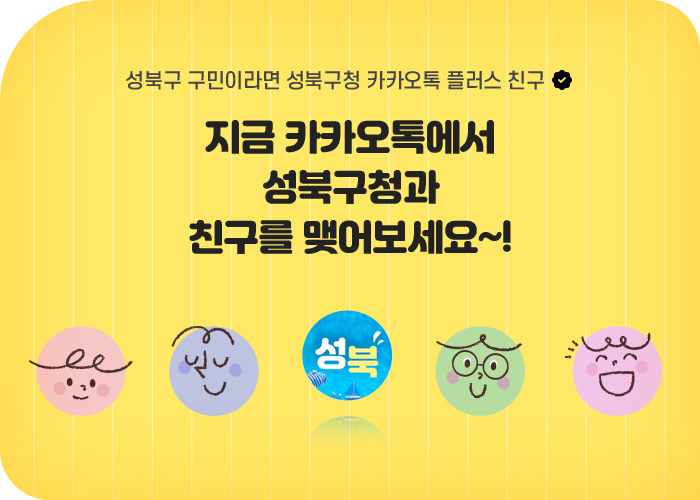 성북구 구민이라면 성북구청 카카오톡 플러스 친구
지금 카카오톡에서
성북구청과
친구를 맺어보세요~!
성북